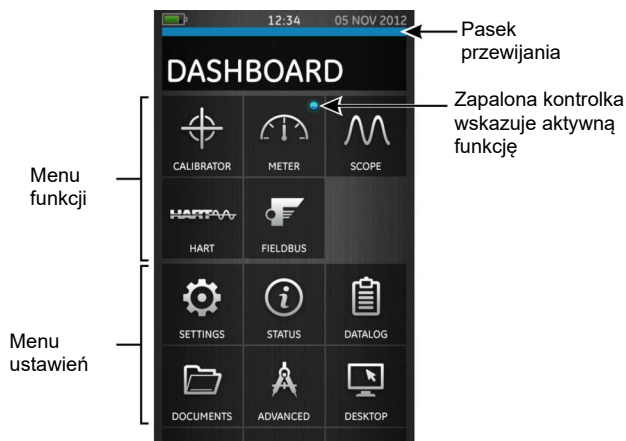 12:34 05 NOV 2012
Pasek
przewijania
DASHBOARD
Zapalona kontrolka
wskazuje aktywną
funkcję
CALIBRATOR METER SCOPE
Menu
funkcji
HART
HART FIELDBUS
SETTINGS STATUS DATALOG
Menu
ustawień
DOCUMENTS ADVANCED DESKTOP